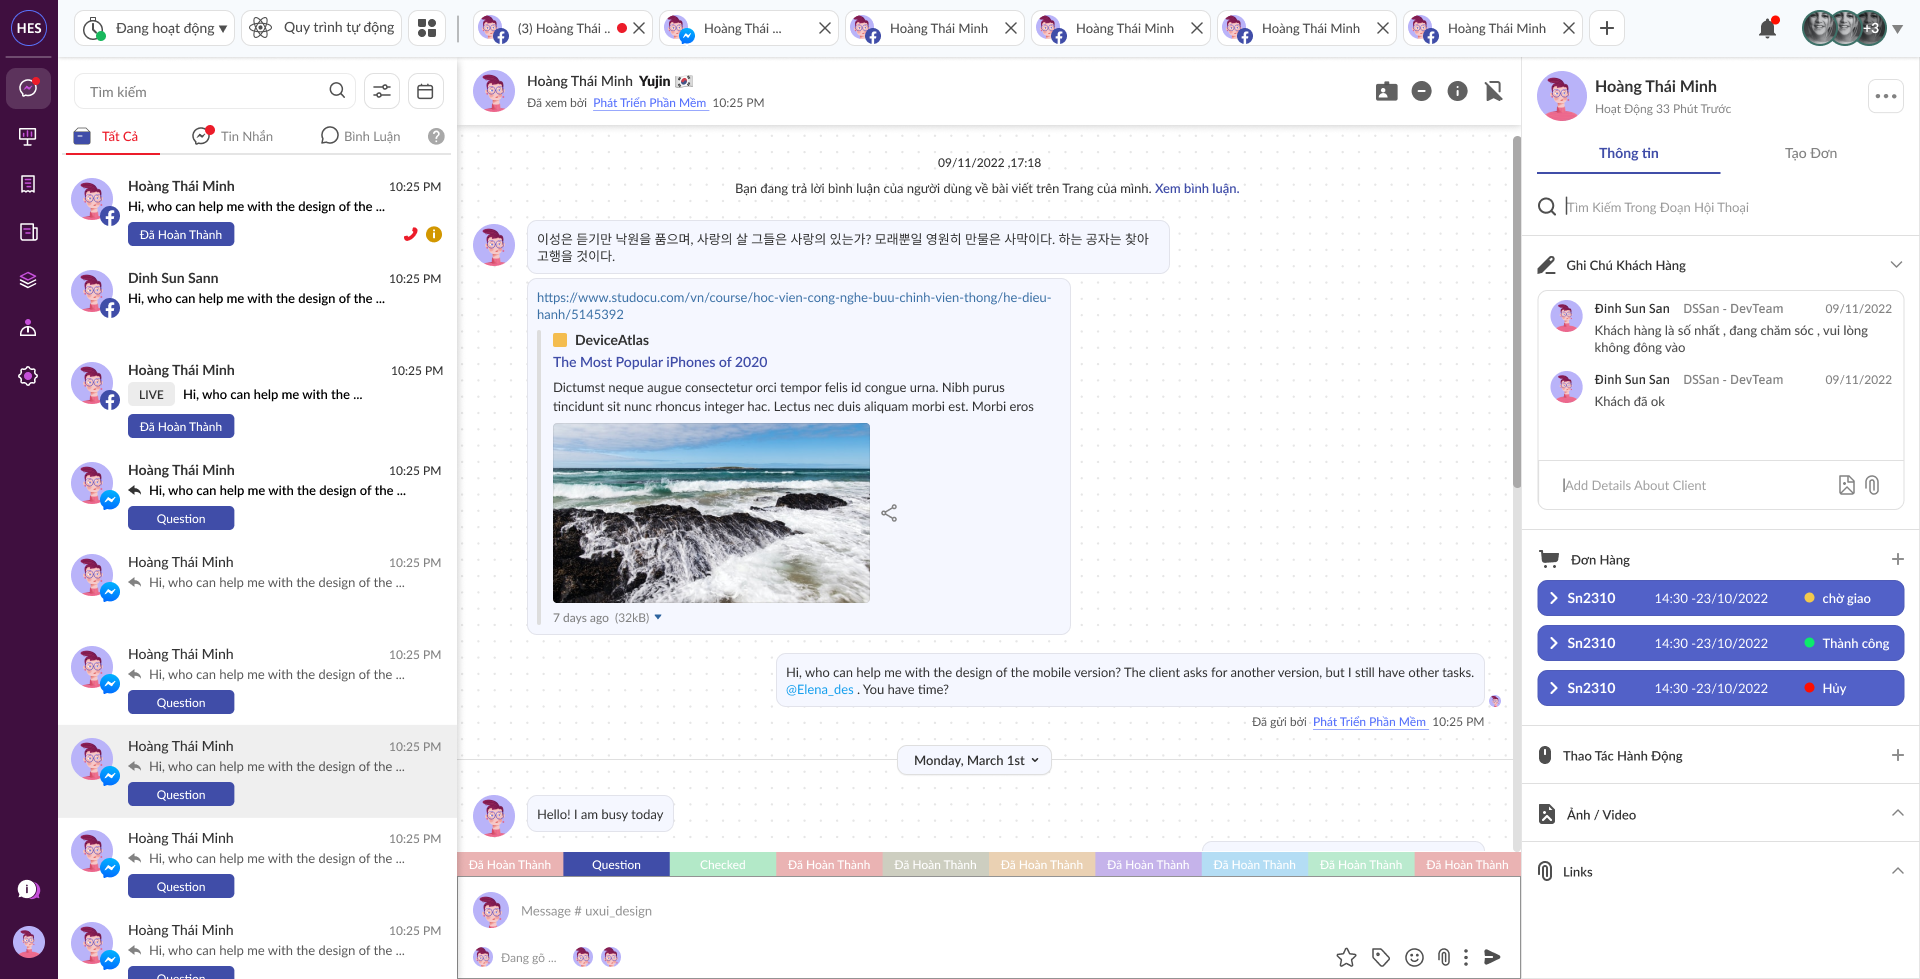 HES
Đang hoạt động ▾
Quy trình tự động
(3) Hoàng Thái ..
Hoàng Thái ...
Hoàng Thái Minh
Hoàng Thái Minh
Hoàng Thái Minh
Hoàng Thái Minh
+3
Tìm kiếm
Tất Cả
Tin Nhắn
Bình Luận
?
Hoàng Thái Minh
10:25 PM
Hi, who can help me with the design of the ...
Đã Hoàn Thành
Dinh Sun Sann
10:25 PM
Hi, who can help me with the design of the ...
Hoàng Thái Minh
10:25 PM
LIVE
Hi, who can help me with the ...
Đã Hoàn Thành
Hoàng Thái Minh
10:25 PM
Hi, who can help me with the design of the ...
Question
Hoàng Thái Minh
10:25 PM
Hi, who can help me with the design of the ...
Hoàng Thái Minh
10:25 PM
Hi, who can help me with the design of the ...
Question
Hoàng Thái Minh
10:25 PM
Hi, who can help me with the design of the ...
Question
Hoàng Thái Minh
10:25 PM
Hi, who can help me with the design of the ...
Question
Hoàng Thái Minh
10:25 PM
Hi, who can help me with the design of the ...
Question
Hoàng Thái Minh Yujin 🇰🇷
Đã xem bởi Phát Triển Phần Mềm 10:25 PM
09/11/2022 ,17:18
Bạn đang trả lời bình luận của người dùng về bài viết trên Trang của mình. Xem bình luận.
이성은 듣기만 낙원을 품으며, 사랑의 살 그들은 사랑의 있는가? 모래뿐일 영원히 만물은 사막이다. 하는 공자는 찾아
고행을 것이다.
https://www.studocu.com/vn/course/hoc-vien-cong-nghe-buu-chinh-vien-thong/he-dieu-
hanh/5145392
DeviceAtlas
The Most Popular iPhones of 2020
Dictumst neque augue consectetur orci tempor felis id congue urna. Nibh purus
tincidunt sit nunc rhoncus integer hac. Lectus nec duis aliquam morbi est. Morbi eros
7 days ago (32kB)
Hi, who can help me with the design of the mobile version? The client asks for another version, but I still have other tasks.
@Elena_des . You have time?
Đã gửi bởi Phát Triển Phần Mềm 10:25 PM
Monday, March 1st
Hello! I am busy today
Đã Hoàn Thành
Question
Checked
Đã Hoàn Thành
Đã Hoàn Thành
Đã Hoàn Thành
Đã Hoàn Thành
Đã Hoàn Thành
Đã Hoàn Thành
Đã Hoàn Thành
Message # uxui_design
Đang gõ ...
Hoàng Thái Minh
Hoạt Động 33 Phút Trước
Thông tin
Tạo Đơn
Tìm Kiếm Trong Đoạn Hội Thoại
Ghi Chú Khách Hàng
Đinh Sun San DSSan - DevTeam 09/11/2022
Khách hàng là số nhất , đang chăm sóc , vui lòng
không đông vào
Đinh Sun San DSSan - DevTeam 09/11/2022
Khách đã ok
Add Details About Client
Đơn Hàng
Sn2310 14:30 -23/10/2022 chờ giao
Sn2310 14:30 -23/10/2022 Thành công
Sn2310 14:30 -23/10/2022 Hủy
Thao Tác Hành Động
Ảnh / Video
Links